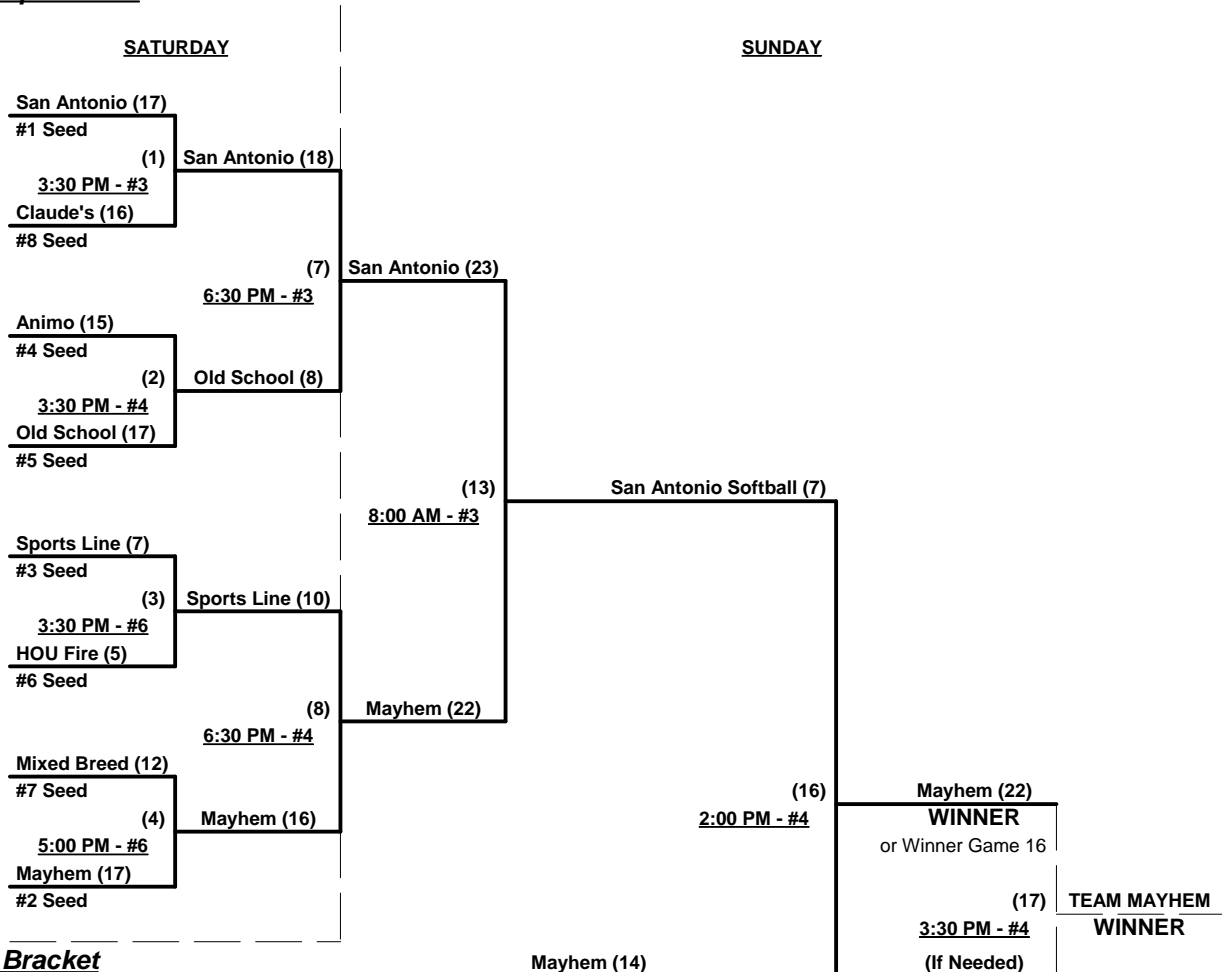 SATURDAY
SUNDAY
San Antonio (17)
#1 Seed
(1)
San Antonio (18)
3:30 PM - #3
Claude's (16)
#8 Seed
(7)
San Antonio (23)
6:30 PM - #3
Animo (15)
#4 Seed
(2)
Old School (8)
3:30 PM - #4
Old School (17)
#5 Seed
(13)
San Antonio Softball (7)
8:00 AM - #3
Sports Line (7)
#3 Seed
(3)
Sports Line (10)
3:30 PM - #6
HOU Fire (5)
#6 Seed
(8)
Mayhem (22)
6:30 PM - #4
Mixed Breed (12)
#7 Seed
(16)
Mayhem (22)
(4)
Mayhem (16)
2:00 PM - #4
WINNER
5:00 PM - #6
or Winner Game 16
Mayhem (17)
#2 Seed
(17)
TEAM MAYHEM
3:30 PM - #4
WINNER
Bracket
Mayhem (14)
(If Needed)